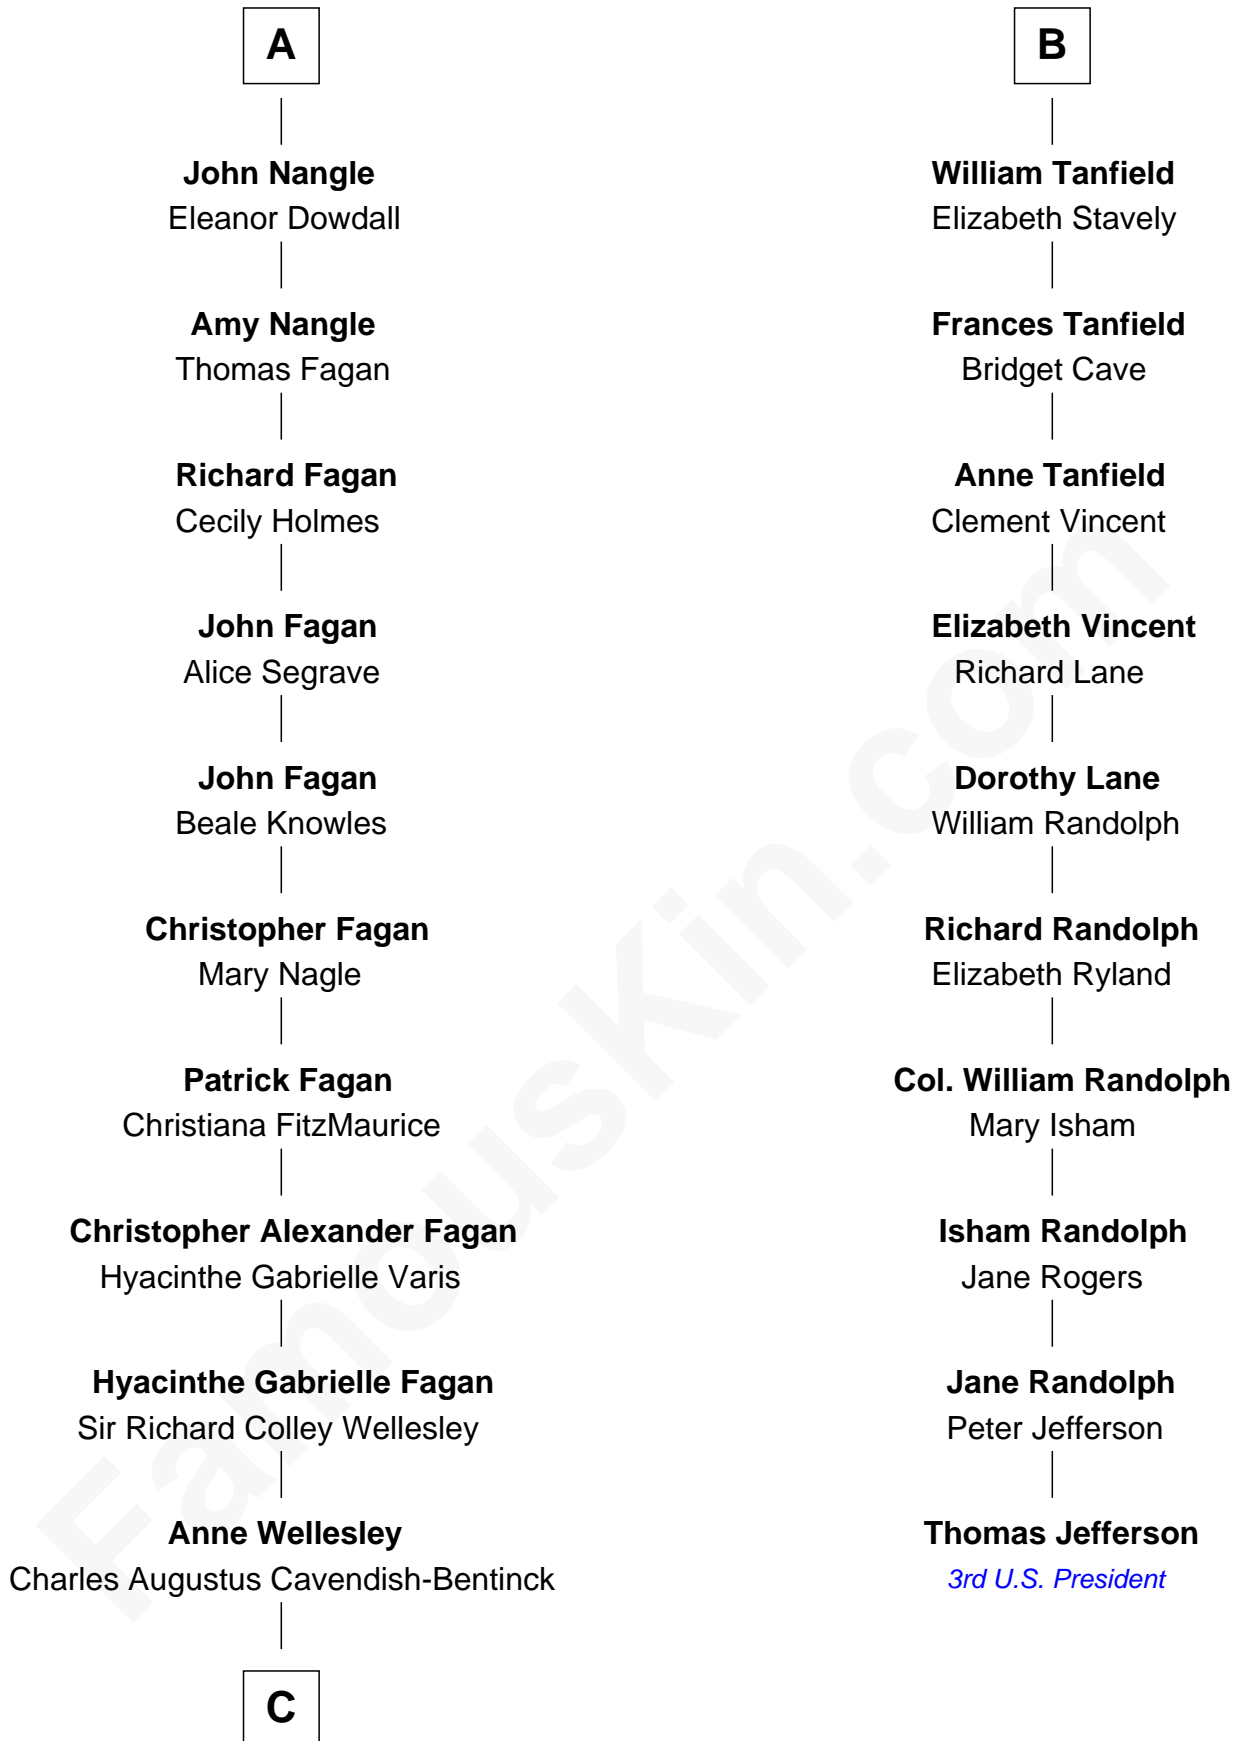 A
John Nangle
Eleanor Dowdall
Amy Nangle
Thomas Fagan
Richard Fagan
Cecily Holmes
John Fagan
Alice Segrave
John Fagan
Beale Knowles
Christopher Fagan
Mary Nagle
Patrick Fagan
Christiana FitzMaurice
Christopher Alexander Fagan
Hyacinthe Gabrielle Varis
Hyacinthe Gabrielle Fagan
Sir Richard Colley Wellesley
Anne Wellesley
Charles Augustus Cavendish-Bentinck
C
B
William Tanfield
Elizabeth Stavely
Frances Tanfield
Bridget Cave
Anne Tanfield
Clement Vincent
Elizabeth Vincent
Richard Lane
Dorothy Lane
William Randolph
Richard Randolph
Elizabeth Ryland
Col. William Randolph
Mary Isham
Isham Randolph
Jane Rogers
Jane Randolph
Peter Jefferson
Thomas Jefferson
3rd U.S. President
FamousKin.com